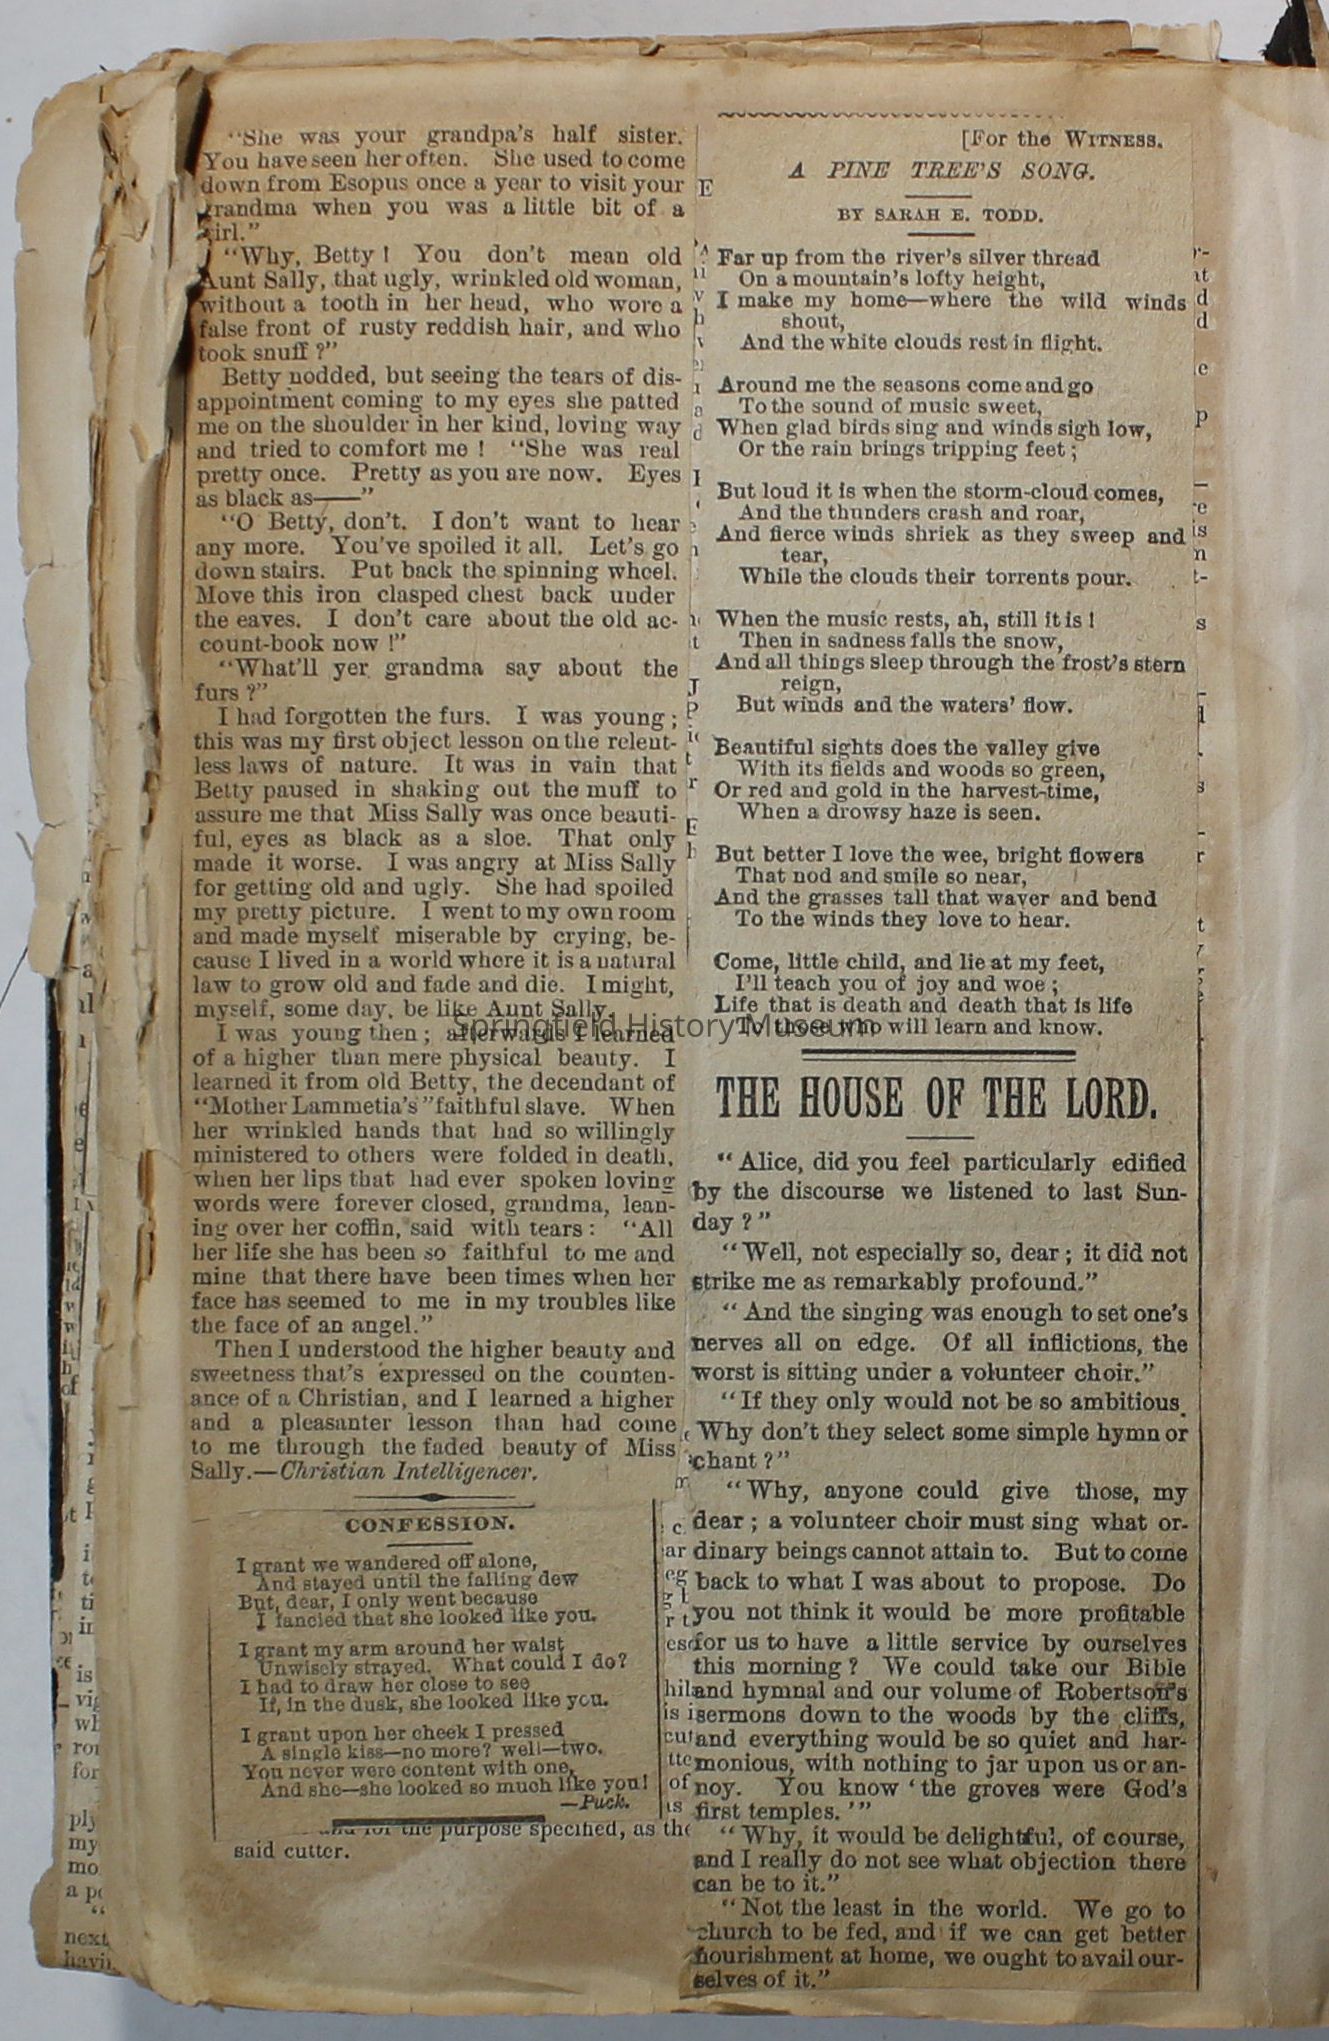 "She was your grandpa's half sister.
You have seen her often. She used to come
down from Esopus once a year to visit your
grandma when you was a little bit of a
girl."
"Why, Betty! You don't mean old
Aunt Sally, that ugly, wrinkled old woman,
without a tooth in her head, who wore a
false front of rusty reddish hair, and who
took snuff?"
Betty nodded, but seeing the tears of dis-
appointment coming to my eyes she patted
me on the shoulder in her kind, loving way
and tried to comfort me! "She was real
pretty once. Pretty as you are now. Eyes
as black as——"
"O Betty, don't. I don't want to hear
any more. You've spoiled it all. Let's go
down stairs. Put back the spinning wheel.
Move this iron clasped chest back under
the eaves. I don't care about the old ac-
count-book now!"
"What'll yer grandma say about the
furs?"
I had forgotten the furs. I was young;
this was my first object lesson on the relent-
less laws of nature. It was in vain that
Betty paused in shaking out the muff to
assure me that Miss Sally was once beauti-
ful, eyes as black as a sloe. That only
made it worse. I was angry at Miss Sally
for getting old and ugly. She had spoiled
my pretty picture. I went to my own room
and made myself miserable by crying, be-
cause I lived in a world where it is a natural
law to grow old and fade and die. I might,
myself, some day, be like Aunt Sally.
I was young then; afterwards I learned
of a higher than mere physical beauty. I
learned it from old Betty, the decendant of
"Mother Lammetia's" faithful slave. When
her wrinkled hands that had so willingly
ministered to others were folded in death,
when her lips that had ever spoken loving
words were forever closed, grandma, lean-
ing over her coffin, said with tears: "All
her life she has been so faithful to me and
mine that there have been times when her
face has seemed to me in my troubles like
the face of an angel."
Then I understood the higher beauty and
sweetness that's expressed on the counten-
ance of a Christian, and I learned a higher
and a pleasanter lesson than had come
to me through the faded beauty of Miss
Sally.—Christian Intelligencer.
CONFESSION.
I grant we wandered off alone,
And stayed until the falling dew
But, dear, I only went because
I fancied that she looked like you.
I grant my arm around her waist
Unwisely strayed. What could I do?
I had to draw her close to see
If, in the dusk, she looked like you.
I grant upon her cheek I pressed
A single kiss—no more? well—two.
You never were content with one,
And she—she looked so much like you!
—Puck.
and for the purpose specified, as the
said cutter.
[For the WITNESS.
A PINE TREE'S SONG.
BY SARAH E. TODD.
Far up from the river's silver thread
On a mountain's lofty height,
I make my home—where the wild winds
shout,
And the white clouds rest in flight.
Around me the seasons come and go
To the sound of music sweet,
When glad birds sing and winds sigh low,
Or the rain brings tripping feet;
But loud it is when the storm-cloud comes,
And the thunders crash and roar,
And fierce winds shriek as they sweep and
tear,
While the clouds their torrents pour.
When the music rests, ah, still it is!
Then in sadness falls the snow,
And all things sleep through the frost's stern
reign,
But winds and the waters' flow.
Beautiful sights does the valley give
With its fields and woods so green,
Or red and gold in the harvest-time,
When a drowsy haze is seen.
But better I love the wee, bright flowers
That nod and smile so near,
And the grasses tall that waver and bend
To the winds they love to hear.
Come, little child, and lie at my feet,
I'll teach you of joy and woe;
Life that is death and death that is life
To those who will learn and know.
Springfield History Museum
THE HOUSE OF THE LORD.
"Alice, did you feel particularly edified
by the discourse we listened to last Sun-
day?"
"Well, not especially so, dear; it did not
strike me as remarkably profound."
"And the singing was enough to set one's
nerves all on edge. Of all inflictions, the
worst is sitting under a volunteer choir."
"If they only would not be so ambitious.
Why don't they select some simple hymn or
chant?"
"Why, anyone could give those, my
dear; a volunteer choir must sing what or-
dinary beings cannot attain to. But to come
back to what I was about to propose. Do
you not think it would be more profitable
for us to have a little service by ourselves
this morning? We could take our Bible
and hymnal and our volume of Robertson's
sermons down to the woods by the cliffs,
and everything would be so quiet and har-
monious, with nothing to jar upon us or an-
noy. You know 'the groves were God's
first temples.'"
"Why, it would be delightful, of course,
and I really do not see what objection there
can be to it."
"Not the least in the world. We go to
church to be fed, and if we can get better
nourishment at home, we ought to avail our-
selves of it."